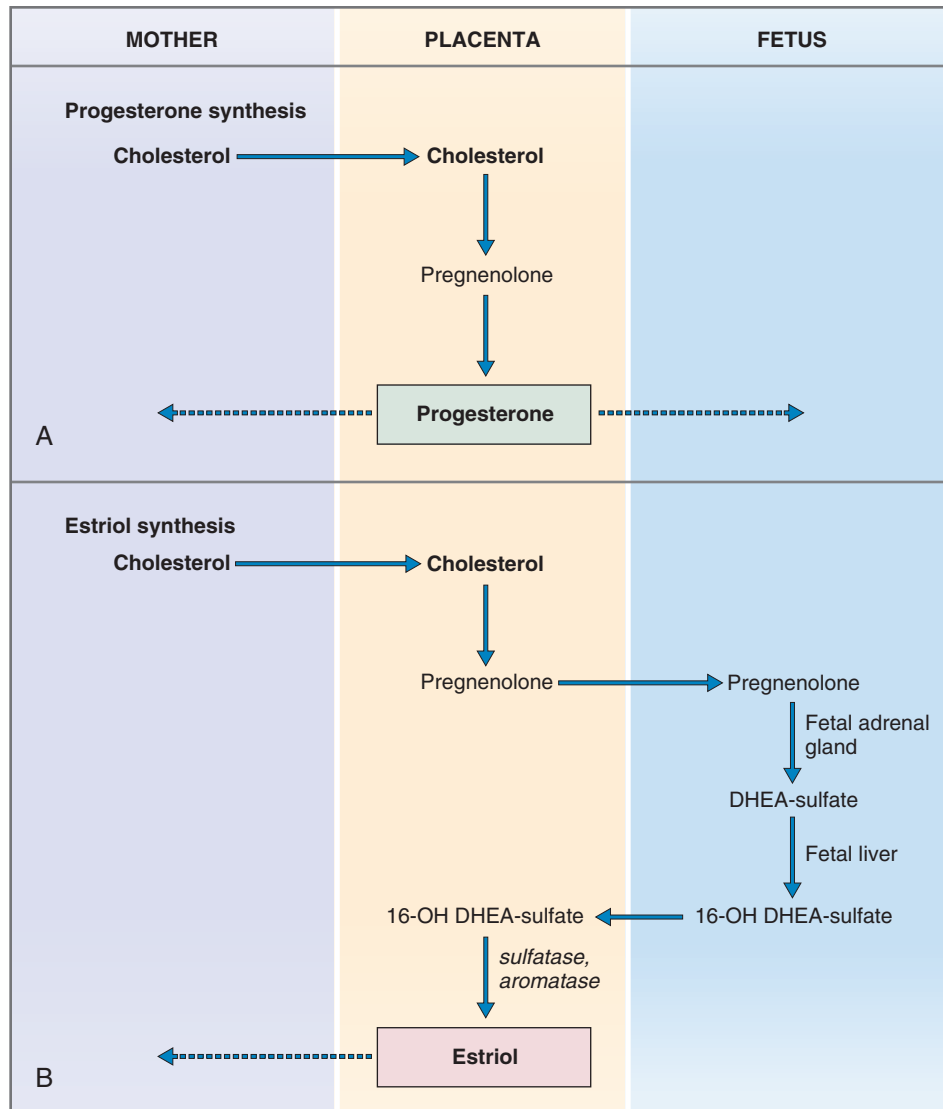 MOTHER
PLACENTA
FETUS
Progesterone synthesis
Cholesterol
Cholesterol
Pregnenolone
Progesterone
A
Estriol synthesis
Cholesterol
Cholesterol
Pregnenolone
Pregnenolone
Fetal adrenal
gland
DHEA-sulfate
Fetal liver
16-OH DHEA-sulfate
16-OH DHEA-sulfate
sulfatase,
aromatase
Estriol
B